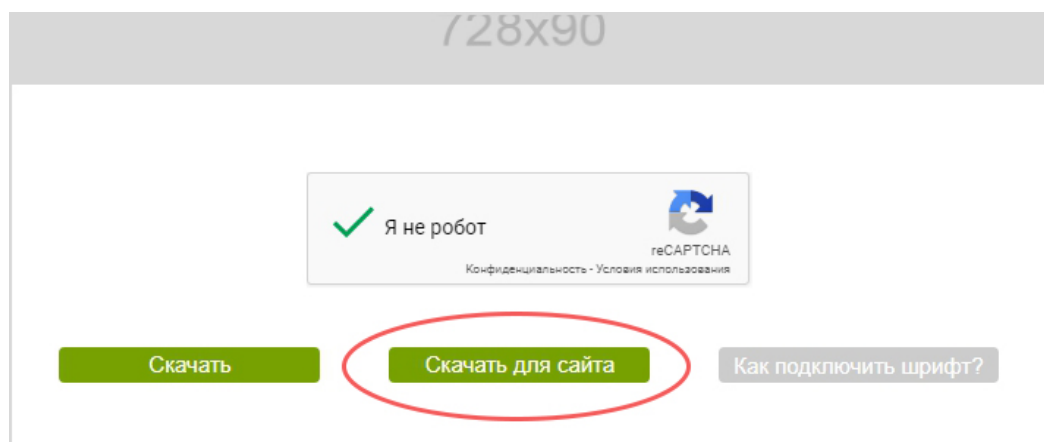 728x90
Я не робот
reCAPTCHA
Конфиденциальность - Условия использования
Скачать
Скачать для сайта
Как подключить шрифт?